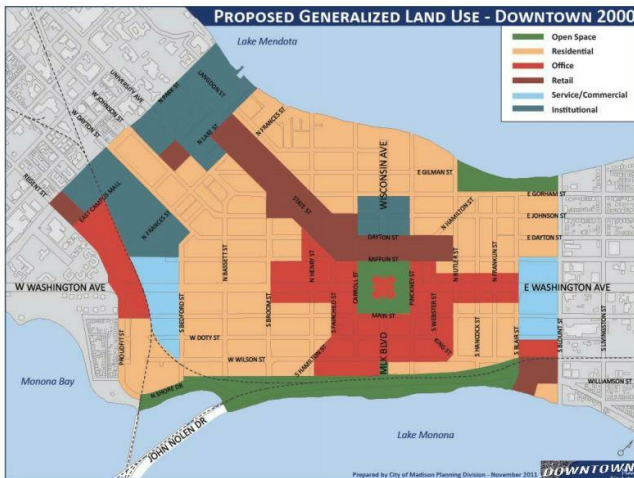 PROPOSED GENERALIZED LAND USE - DOWNTOWN 2000
Lake Mendota
Open Space
Residential
Office
Retail
Service/Commercial
Institutional
UNIVERSITY AVE
W JOHNSON ST
W DAYTON ST
N PARK ST
LANGDON ST
N LAKE ST
N FRANCES ST
REGENT ST
EAST CAMPUS MALL
N FRANCES ST
STATE ST
WISCONSIN AVE
E GILMAN ST
E GORHAM ST
N HAMILTON ST
E JOHNSON ST
E DAYTON ST
DAYTON ST
MIFFLIN ST
N BASSETT ST
N HENRY ST
CARROLL ST
PINCKNEY ST
N BUTLER ST
N FRANKLIN ST
W WASHINGTON AVE
E WASHINGTON AVE
S BEDFORD ST
S BROOM ST
S FAIRCHILD ST
MAIN ST
S WEBSTER ST
S HANCOCK ST
S BLAIR ST
S BLOUNT ST
S LIVINGSTON ST
PROUDFIT ST
W DOTY ST
W WILSON ST
S HAMILTON ST
MLK BLVD
KING ST
WILLIAMSON ST
N SHORE DR
Monona Bay
JOHN NOLEN DR
Lake Monona
Prepared by City of Madison Planning Division - November 2011
DOWNTOWN